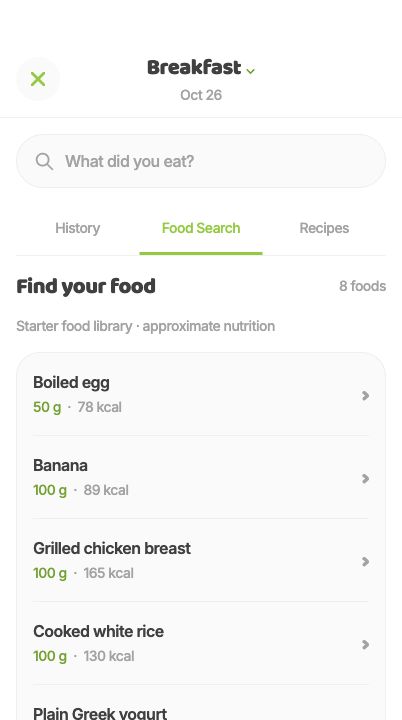 Breakfast
Oct 26
What did you eat?
History
Food Search
Recipes
Find your food
8 foods
Starter food library · approximate nutrition
Boiled egg
50 g · 78 kcal
Banana
100 g · 89 kcal
Grilled chicken breast
100 g · 165 kcal
Cooked white rice
100 g · 130 kcal
Plain Greek yogurt